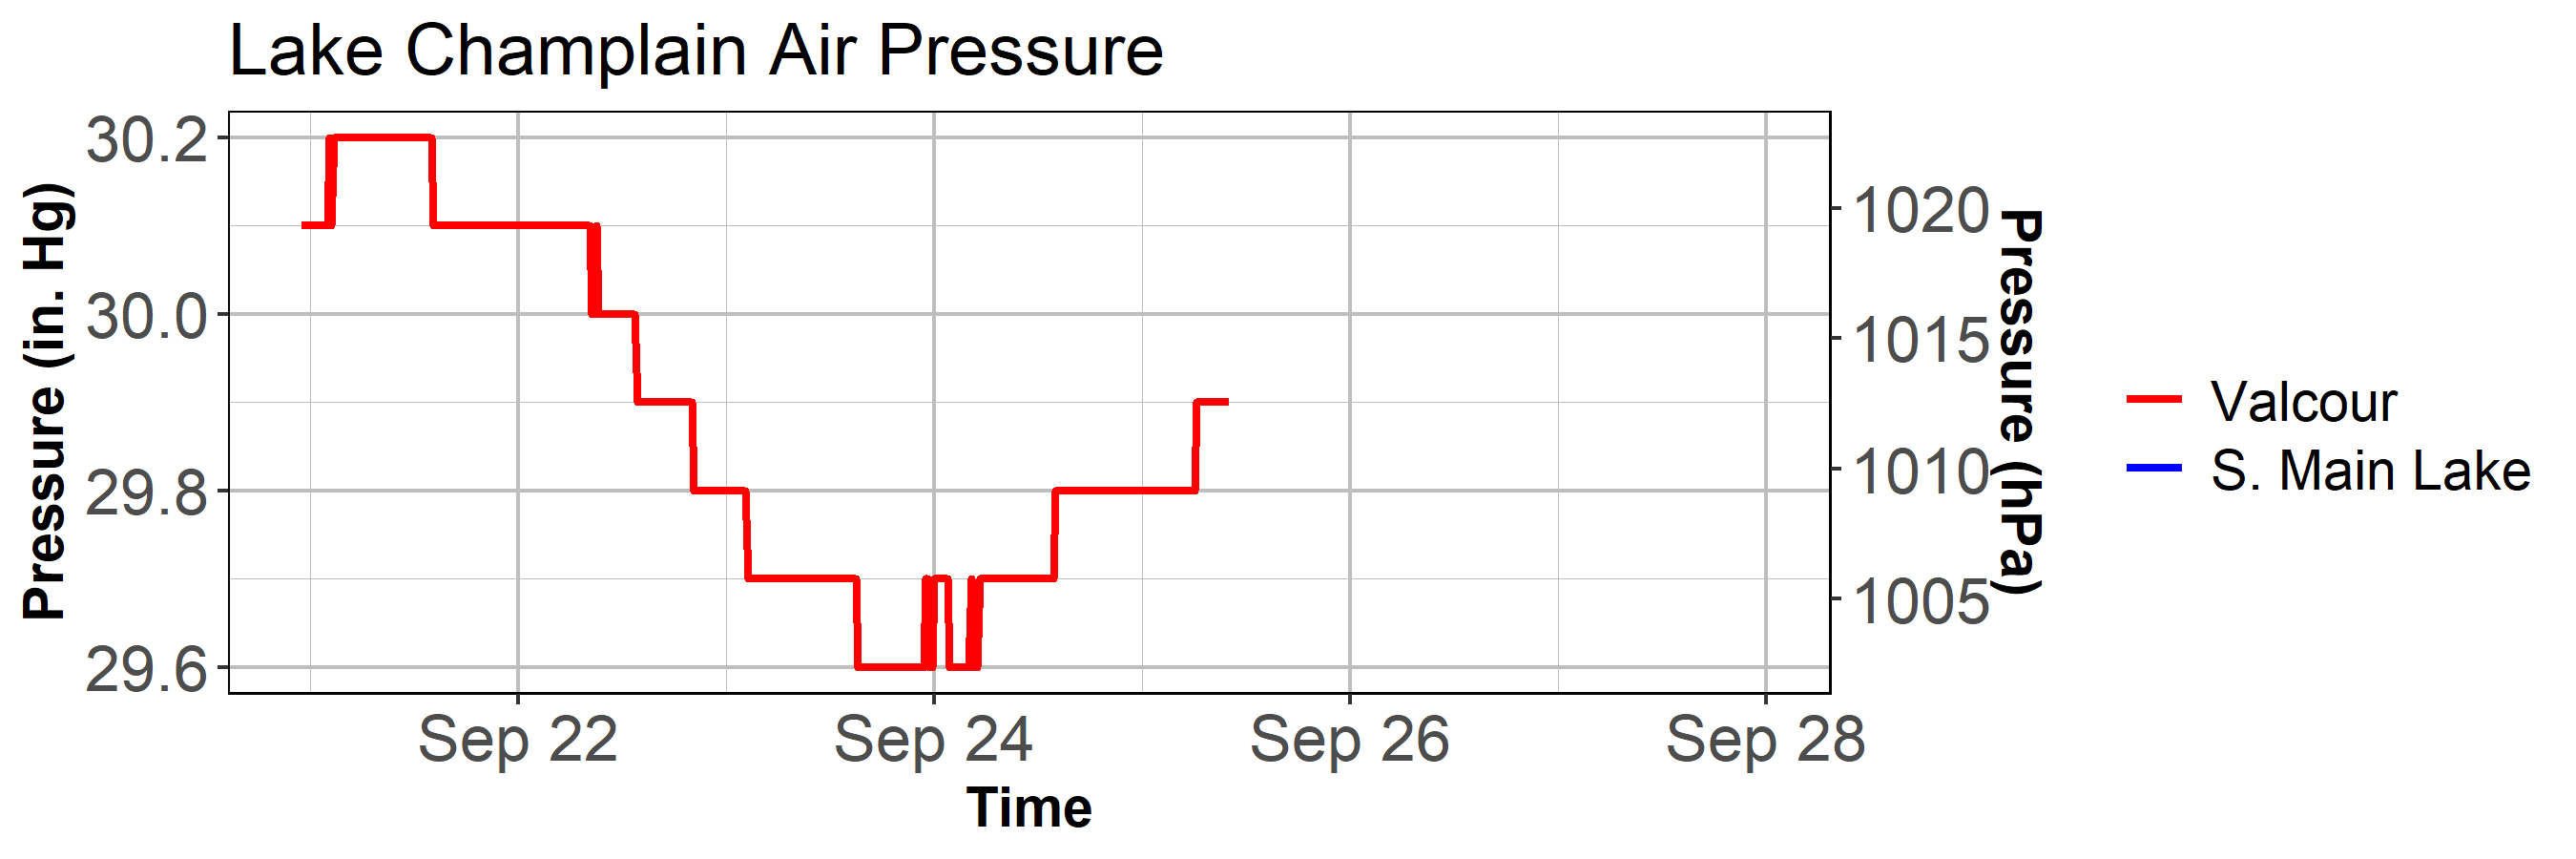 Lake Champlain Air Pressure
Pressure (in. Hg)
30.2
30.0
29.8
29.6
Sep 22
Sep 24
Sep 26
Sep 28
Time
1020
1015
1010
1005
Pressure (hPa)
Valcour
S. Main Lake